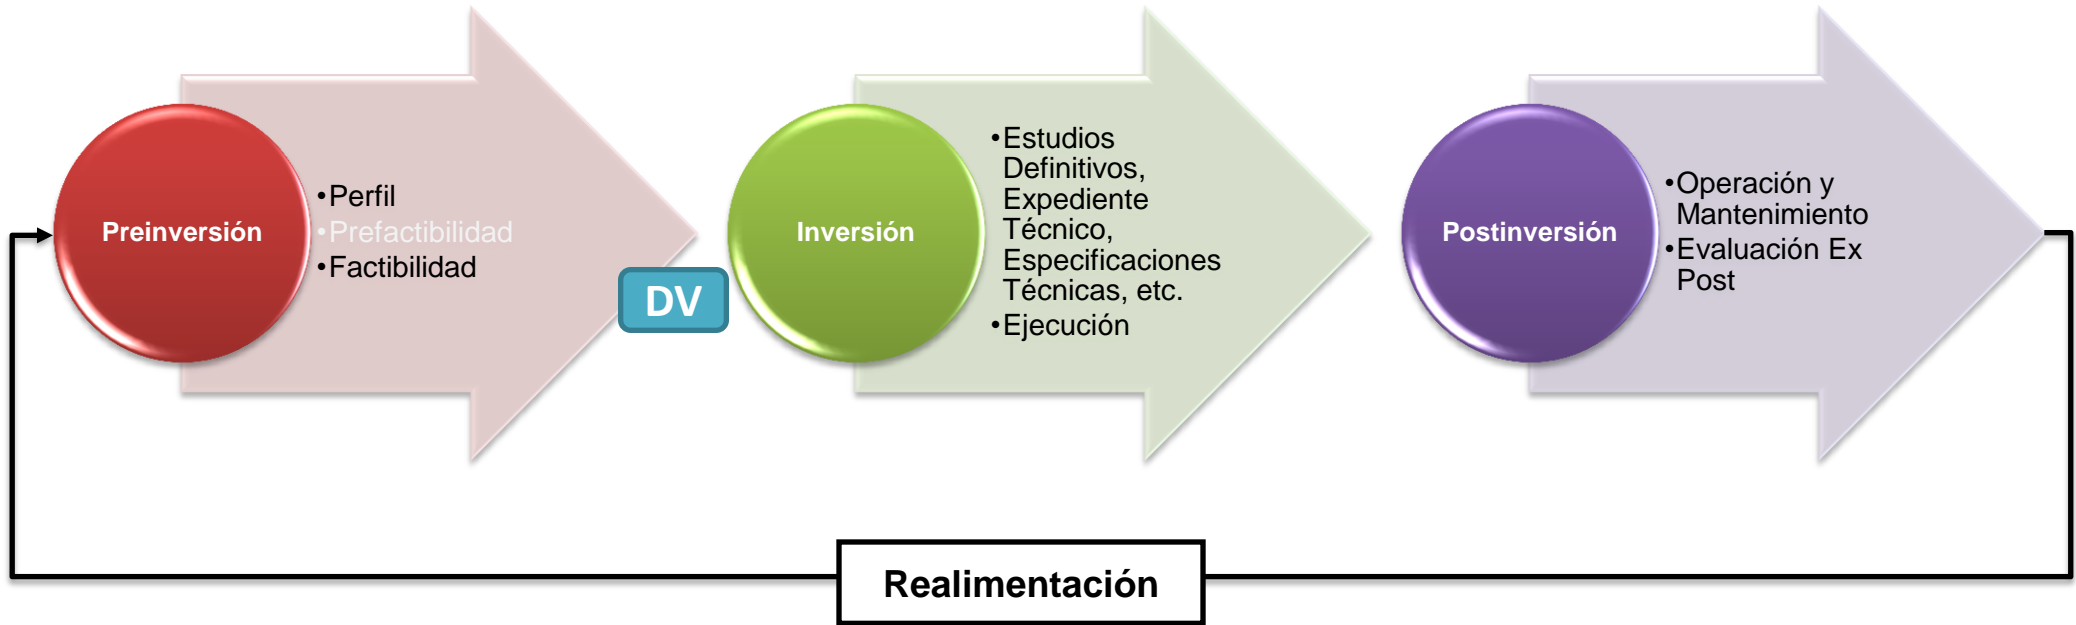 Preinversión
•Perfil
•Prefactibilidad
•Factibilidad
DV
Inversión
•Estudios
Definitivos,
Expediente
Técnico,
Especificaciones
Técnicas, etc.
•Ejecución
Postinversión
•Operación y
Mantenimiento
•Evaluación Ex
Post
Realimentación